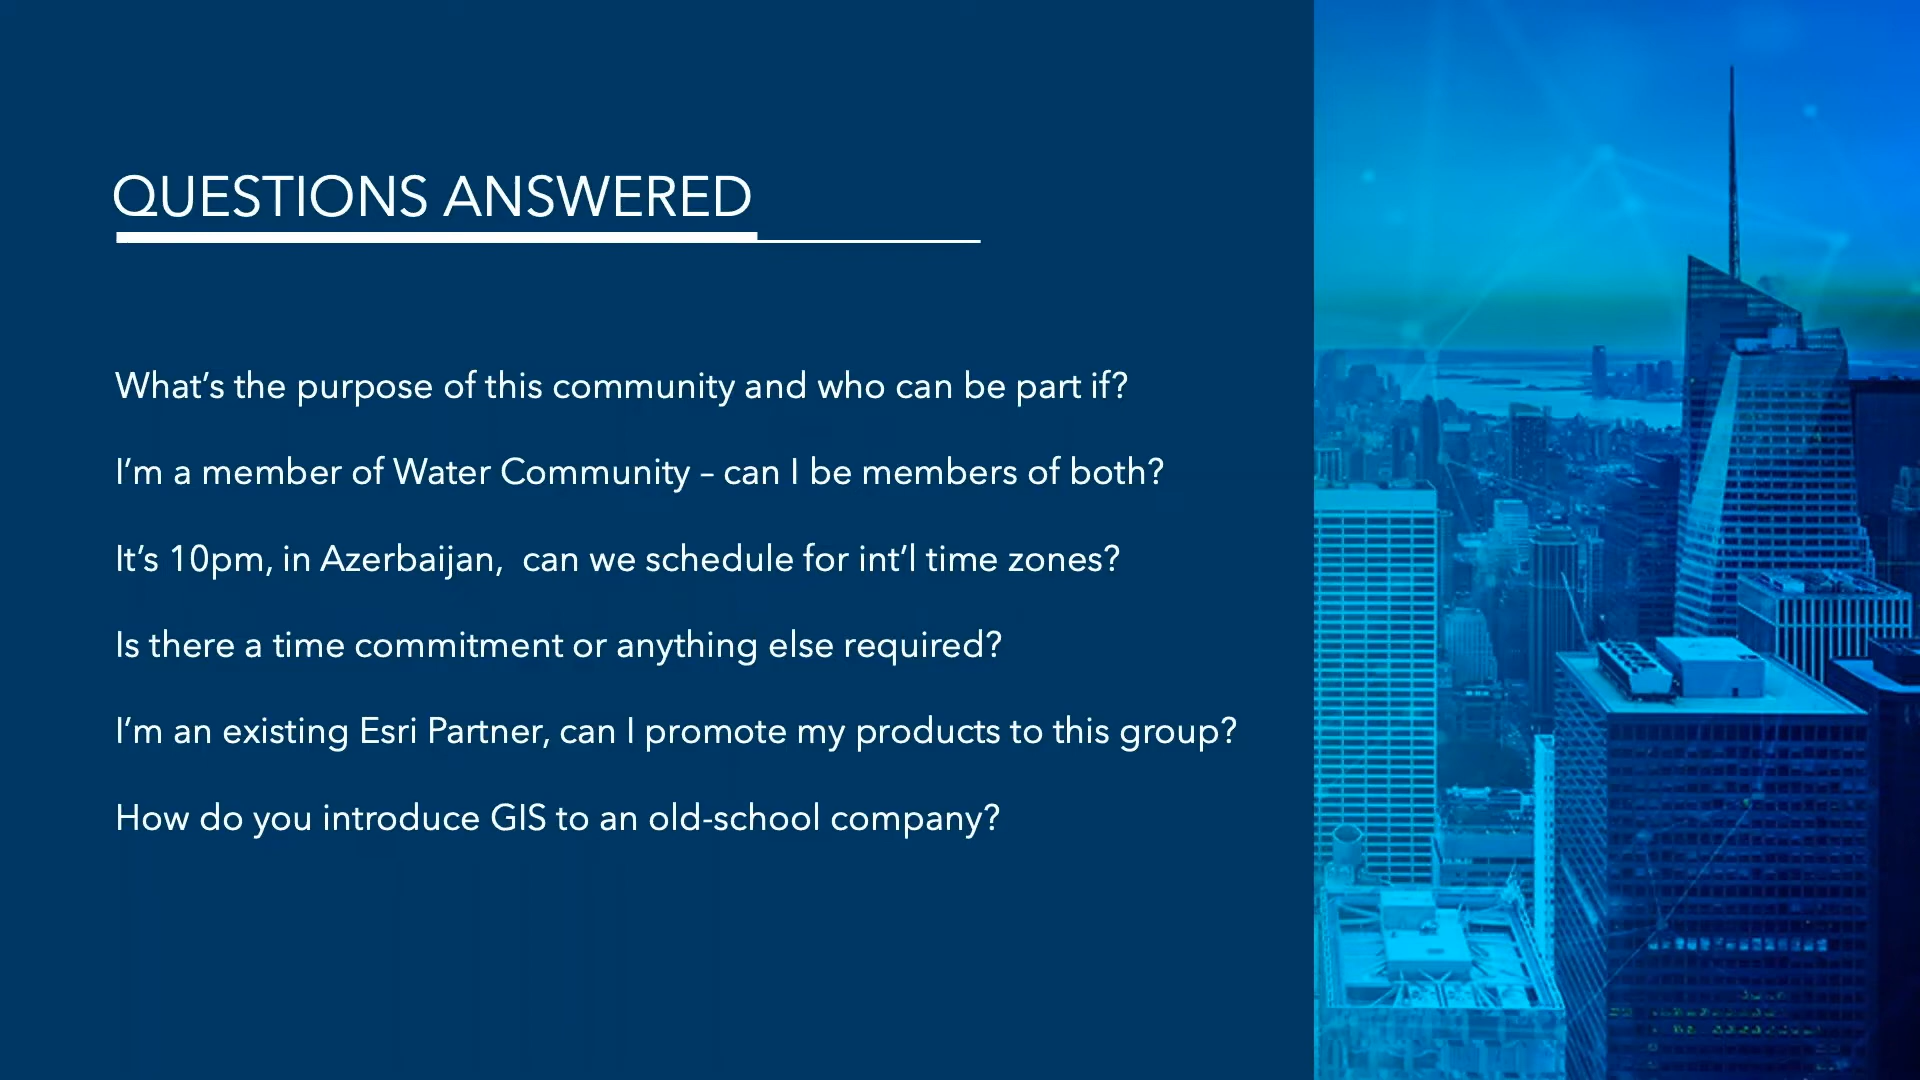 QUESTIONS ANSWERED
What’s the purpose of this community and who can be part if?
I’m a member of Water Community – can I be members of both?
It’s 10pm, in Azerbaijan,  can we schedule for int’l time zones?
Is there a time commitment or anything else required?
I’m an existing Esri Partner, can I promote my products to this group?
How do you introduce GIS to an old-school company?